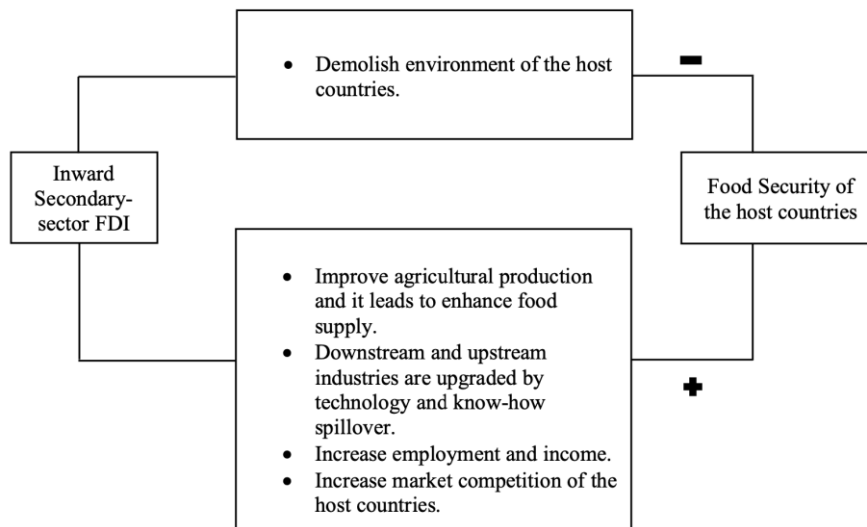 • Demolish environment of the host
countries.
−
Inward
Secondary-
sector FDI
Food Security of
the host countries
• Improve agricultural production
and it leads to enhance food
supply.
• Downstream and upstream
industries are upgraded by
technology and know-how
spillover.
• Increase employment and income.
• Increase market competition of the
host countries.
+